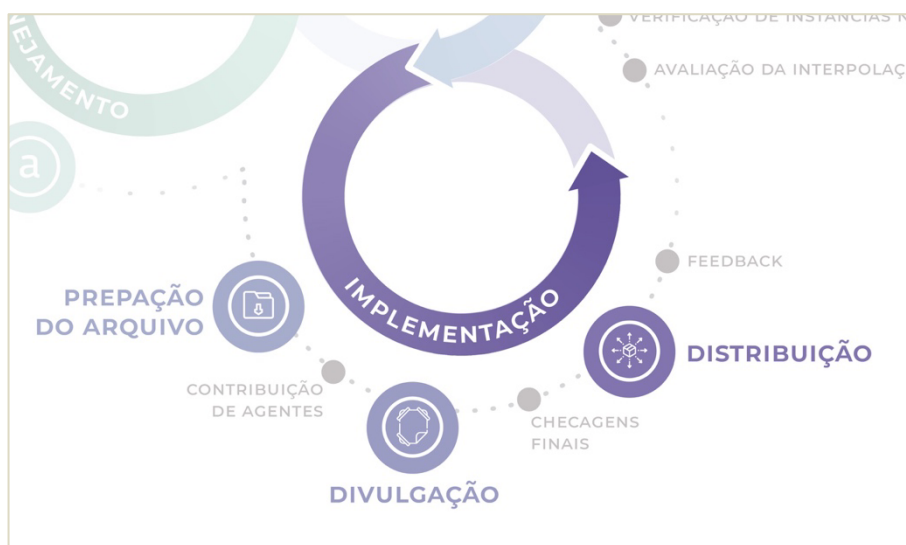 VERIFICAÇÃO DE INSTÂNCIAS
AVALIAÇÃO DA INTERPOLAÇ
NEJAMENTO
a
FEEDBACK
PREPAÇÃO
DO ARQUIVO
IMPLEMENTAÇÃO
DISTRIBUIÇÃO
CONTRIBUIÇÃO
DE AGENTES
CHECAGENS
FINAIS
DIVULGAÇÃO